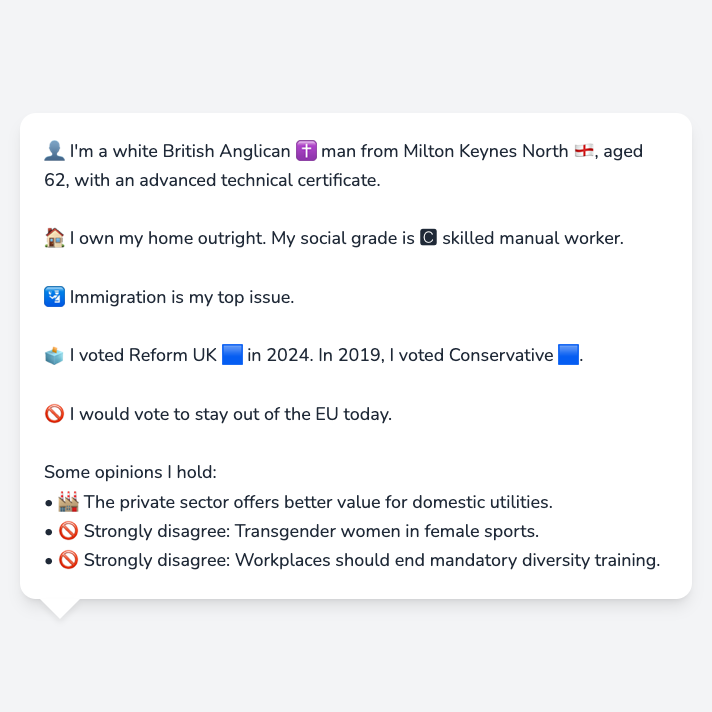 👤 I'm a white British Anglican ✝️ man from Milton Keynes North 🏴󠁧󠁢󠁥󠁮󠁧󠁿, aged
62, with an advanced technical certificate.
🏠 I own my home outright. My social grade is 🅲 skilled manual worker.
🛂 Immigration is my top issue.
🗳️ I voted Reform UK 🟦 in 2024. In 2019, I voted Conservative 🟦.
🚫 I would vote to stay out of the EU today.
Some opinions I hold:
• 🏭 The private sector offers better value for domestic utilities.
• 🚫 Strongly disagree: Transgender women in female sports.
• 🚫 Strongly disagree: Workplaces should end mandatory diversity training.